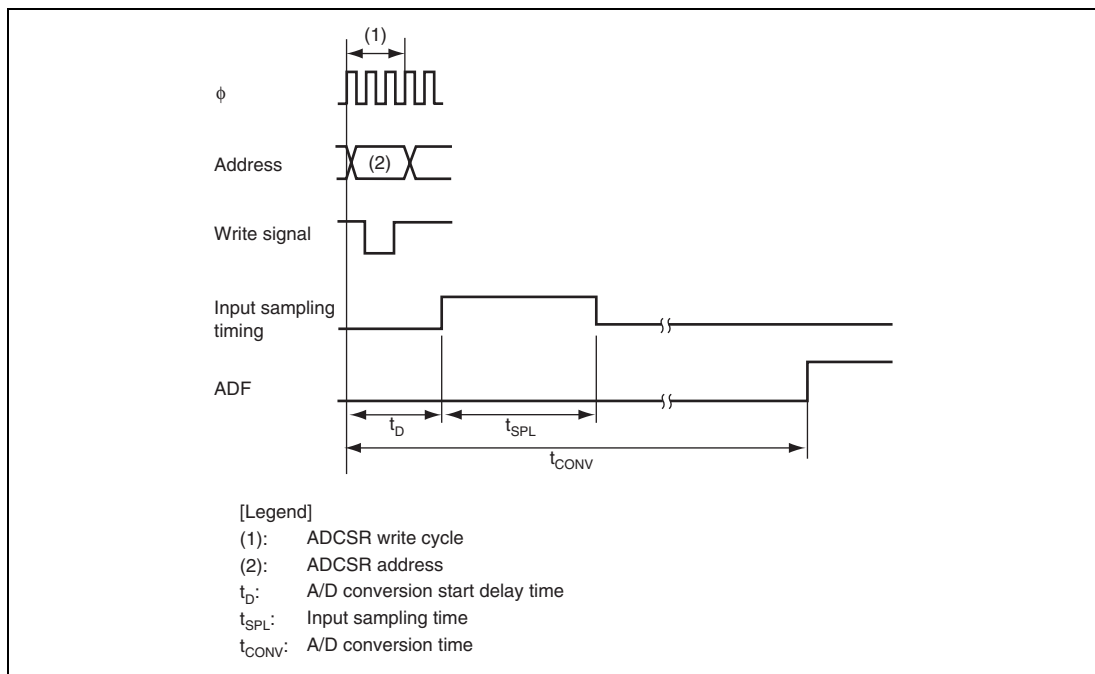 (1)
ϕ
Address
(2)
Write signal
Input sampling
timing
ADF
tD
tSPL
tCONV
[Legend]
(1): ADCSR write cycle
(2): ADCSR address
tD: A/D conversion start delay time
tSPL: Input sampling time
tCONV: A/D conversion time